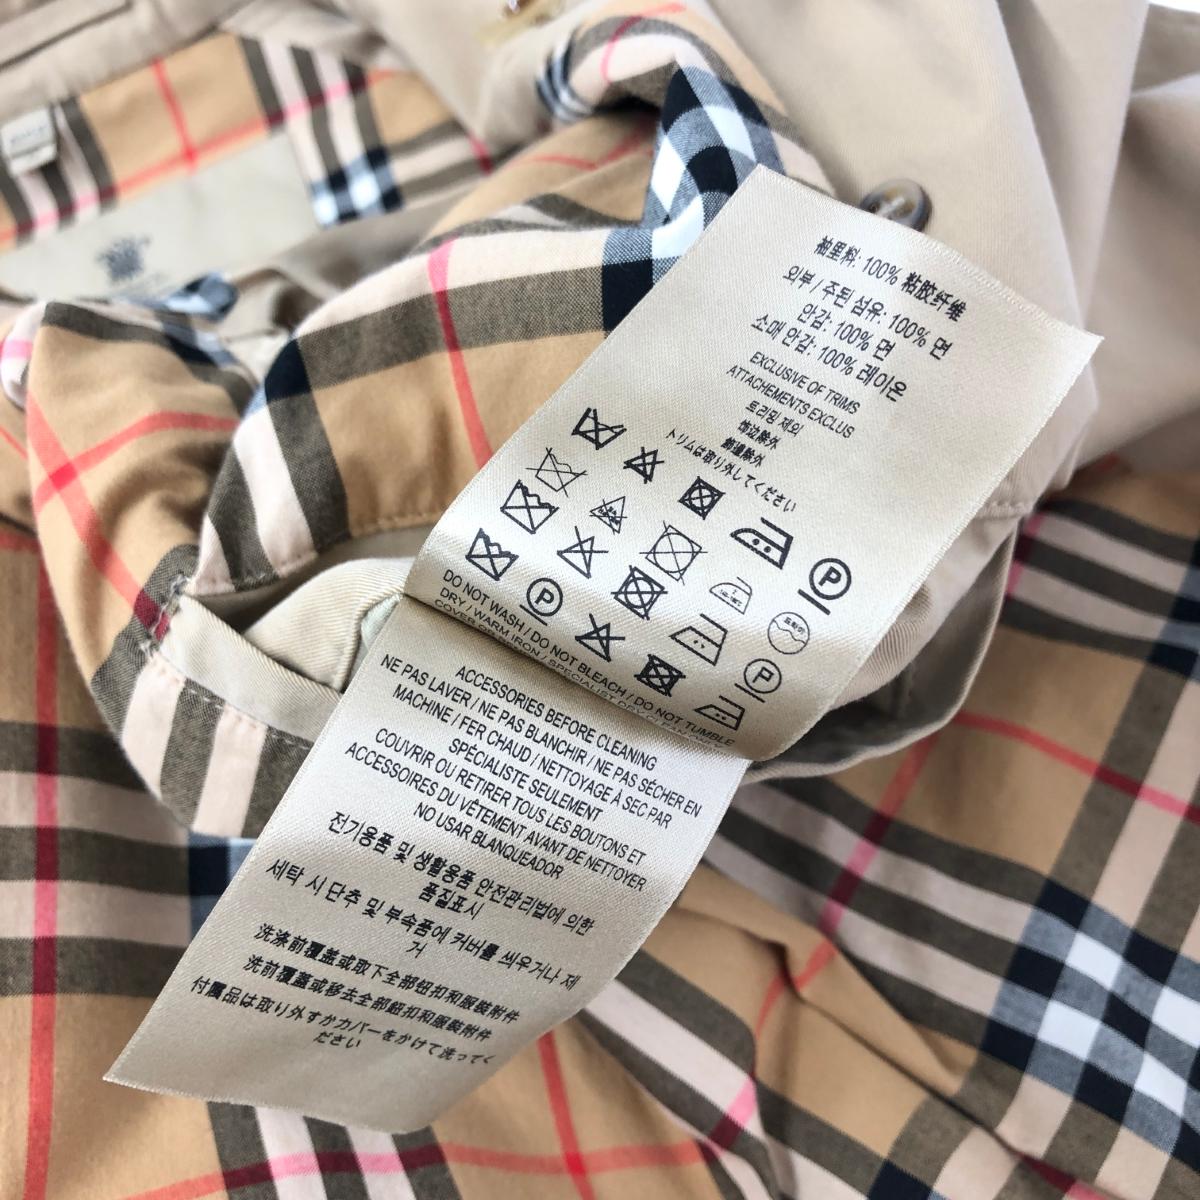 袖里料: 100% 粘胶纤维
외부 / 주된 섬유: 100% 면
안감: 100% 면
소매 안감: 100% 레이온
EXCLUSIVE OF TRIMS
ATTACHEMENTS EXCLUS
트리밍 제외
饰边除外
飾邊除外
トリムは取り外してください
P
P
P
DO NOT WASH / DO NOT BLEACH / DO NOT TUMBLE
DRY / WARM IRON / SPECIALIST DRY CLEAN
COVER OR
ACCESSORIES BEFORE CLEANING
NE PAS LAVER / NE PAS BLANCHIR / NE PAS SÉCHER EN
MACHINE / FER CHAUD / NETTOYAGE À SEC PAR
SPÉCIALISTE SEULEMENT
COUVRIR OU RETIRER TOUS LES BOUTONS ET
ACCESSOIRES DU VÊTEMENT AVANT DE NETTOYER
NO USAR BLANQUEADOR
전기용품 및 생활용품 안전관리법에 의한
품질표시
세탁 시 단추 및 부속품에 커버를 씌우거나 제
거
洗涤前覆盖或取下全部纽扣和服装附件
洗前覆蓋或移去全部鈕扣和服裝附件
付属品は取り外すかカバーをかけて洗ってく
ださい